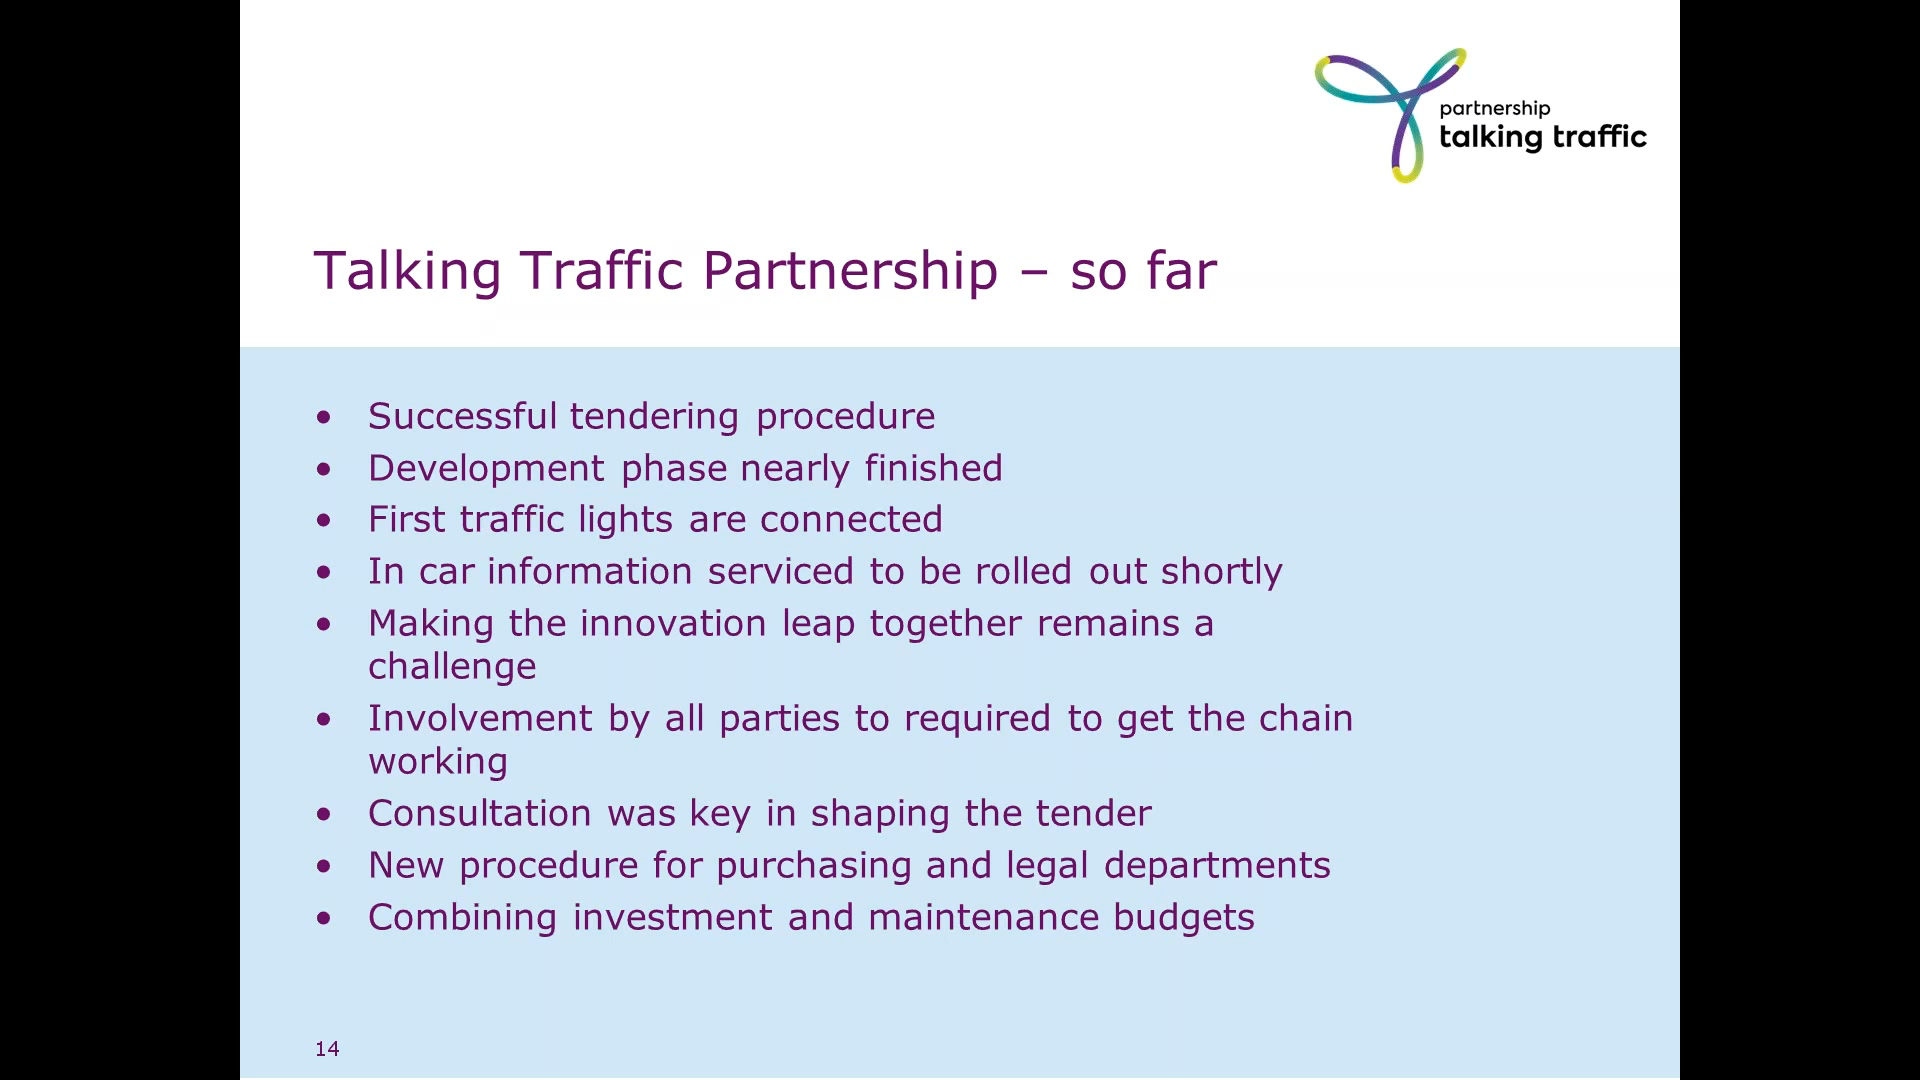 partnership
talking traffic
Talking Traffic Partnership – so far
• Successful tendering procedure
• Development phase nearly finished
• First traffic lights are connected
• In car information serviced to be rolled out shortly
• Making the innovation leap together remains a
challenge
• Involvement by all parties to required to get the chain
working
• Consultation was key in shaping the tender
• New procedure for purchasing and legal departments
• Combining investment and maintenance budgets
14